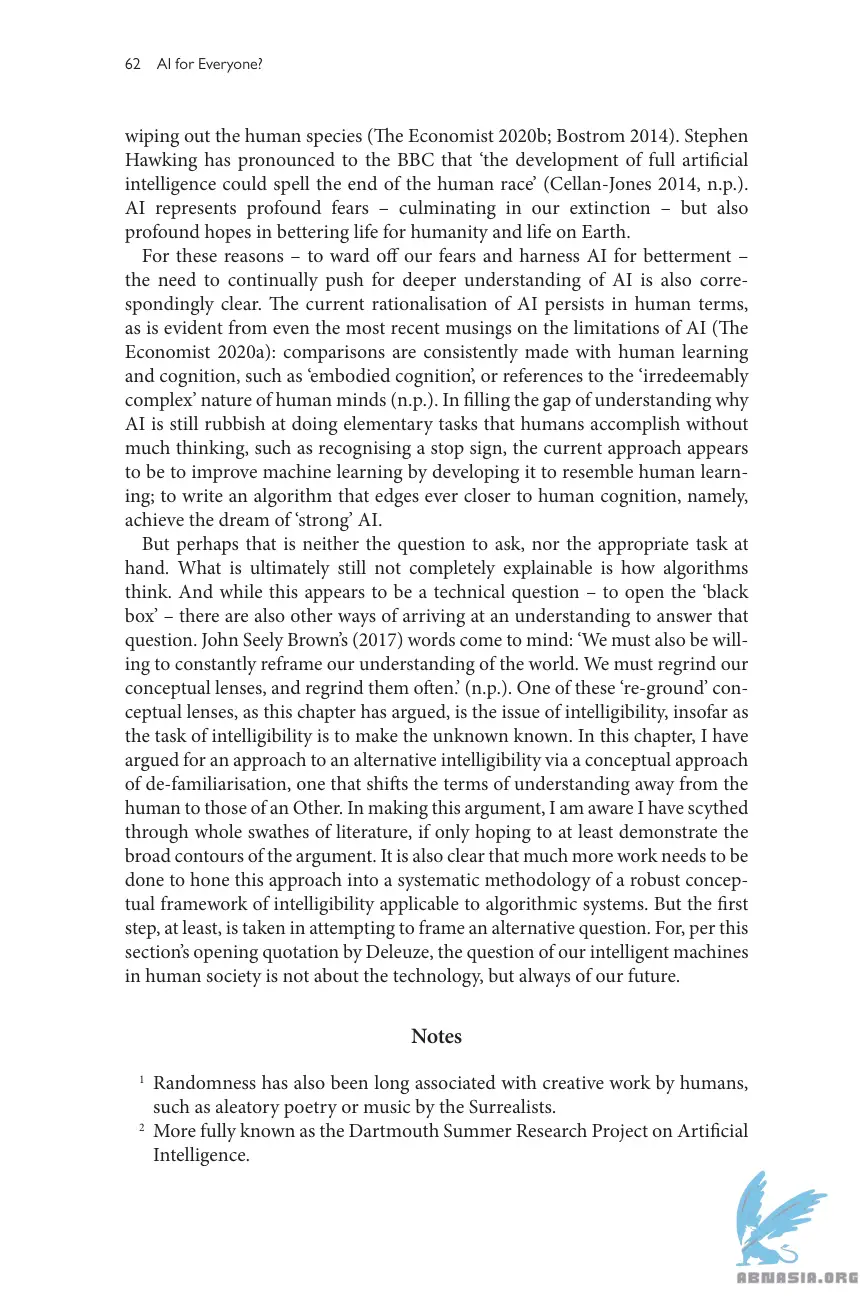 62 AI for Everyone?
wiping out the human species (The Economist 2020b; Bostrom 2014). Stephen
Hawking has pronounced to the BBC that ‘the development of full artificial
intelligence could spell the end of the human race’ (Cellan-Jones 2014, n.p.).
AI represents profound fears – culminating in our extinction – but also
profound hopes in bettering life for humanity and life on Earth.
For these reasons – to ward off our fears and harness AI for betterment –
the need to continually push for deeper understanding of AI is also corre-
spondingly clear. The current rationalisation of AI persists in human terms,
as is evident from even the most recent musings on the limitations of AI (The
Economist 2020a): comparisons are consistently made with human learning
and cognition, such as ‘embodied cognition’, or references to the ‘irredeemably
complex’ nature of human minds (n.p.). In filling the gap of understanding why
AI is still rubbish at doing elementary tasks that humans accomplish without
much thinking, such as recognising a stop sign, the current approach appears
to be to improve machine learning by developing it to resemble human learn-
ing; to write an algorithm that edges ever closer to human cognition, namely,
achieve the dream of ‘strong’ AI.
But perhaps that is neither the question to ask, nor the appropriate task at
hand. What is ultimately still not completely explainable is how algorithms
think. And while this appears to be a technical question – to open the ‘black
box’ – there are also other ways of arriving at an understanding to answer that
question. John Seely Brown’s (2017) words come to mind: ‘We must also be will-
ing to constantly reframe our understanding of the world. We must regrind our
conceptual lenses, and regrind them often.’ (n.p.). One of these ‘re-ground’ con-
ceptual lenses, as this chapter has argued, is the issue of intelligibility, insofar as
the task of intelligibility is to make the unknown known. In this chapter, I have
argued for an approach to an alternative intelligibility via a conceptual approach
of de-familiarisation, one that shifts the terms of understanding away from the
human to those of an Other. In making this argument, I am aware I have scythed
through whole swathes of literature, if only hoping to at least demonstrate the
broad contours of the argument. It is also clear that much more work needs to be
done to hone this approach into a systematic methodology of a robust concep-
tual framework of intelligibility applicable to algorithmic systems. But the first
step, at least, is taken in attempting to frame an alternative question. For, per this
section’s opening quotation by Deleuze, the question of our intelligent machines
in human society is not about the technology, but always of our future.
Notes
1 Randomness has also been long associated with creative work by humans,
such as aleatory poetry or music by the Surrealists.
2 More fully known as the Dartmouth Summer Research Project on Artificial
Intelligence.
ABNASIA.ORG